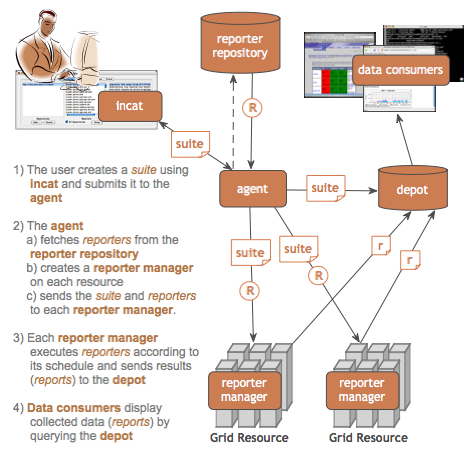 reporter
repository
data consumers
incat
R
suite
agent
suite
depot
1) The user creates a suite using
incat and submits it to the
agent
2) The agent
a) fetches reporters from the
reporter repository
b) creates a reporter manager
on each resource
c) sends the suite and reporters
to each reporter manager.
3) Each reporter manager
executes reporters according to
its schedule and sends results
(reports) to the depot
4) Data consumers display
collected data (reports) by
querying the depot
suite
suite
r
r
R
R
reporter
manager
reporter
manager
Grid Resource
Grid Resource